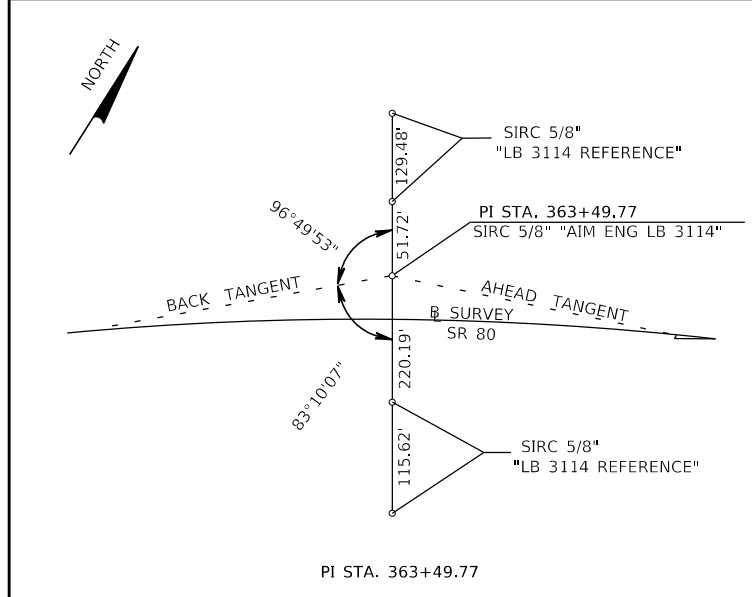 NORTH
SIRC 5/8"
"LB 3114 REFERENCE"
129.48'
96°49'53"
51.72'
PI STA. 363+49.77
SIRC 5/8" "AIM ENG LB 3114"
BACK TANGENT
AHEAD TANGENT
BL SURVEY
SR 80
220.19'
83°10'07"
115.62'
SIRC 5/8"
"LB 3114 REFERENCE"
PI STA. 363+49.77